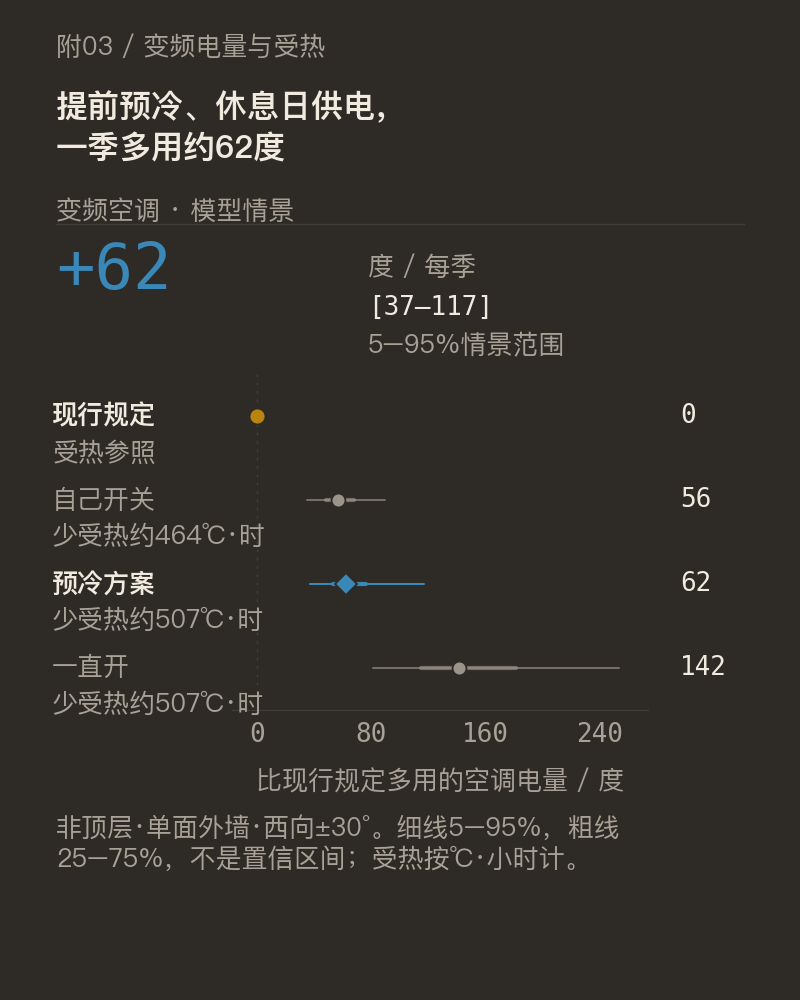 附03 / 变频电量与受热
提前预冷、休息日供电，
一季多用约62度
变频空调 · 模型情景
+62
度 / 每季
[37–117]
5–95%情景范围
现行规定
0
受热参照
自己开关
56
少受热约464℃·时
预冷方案
62
少受热约507℃·时
一直开
142
少受热约507℃·时
0 80 160 240
比现行规定多用的空调电量 / 度
非顶层·单面外墙·西向±30°。细线5–95%，粗线
25–75%，不是置信区间；受热按℃·小时计。